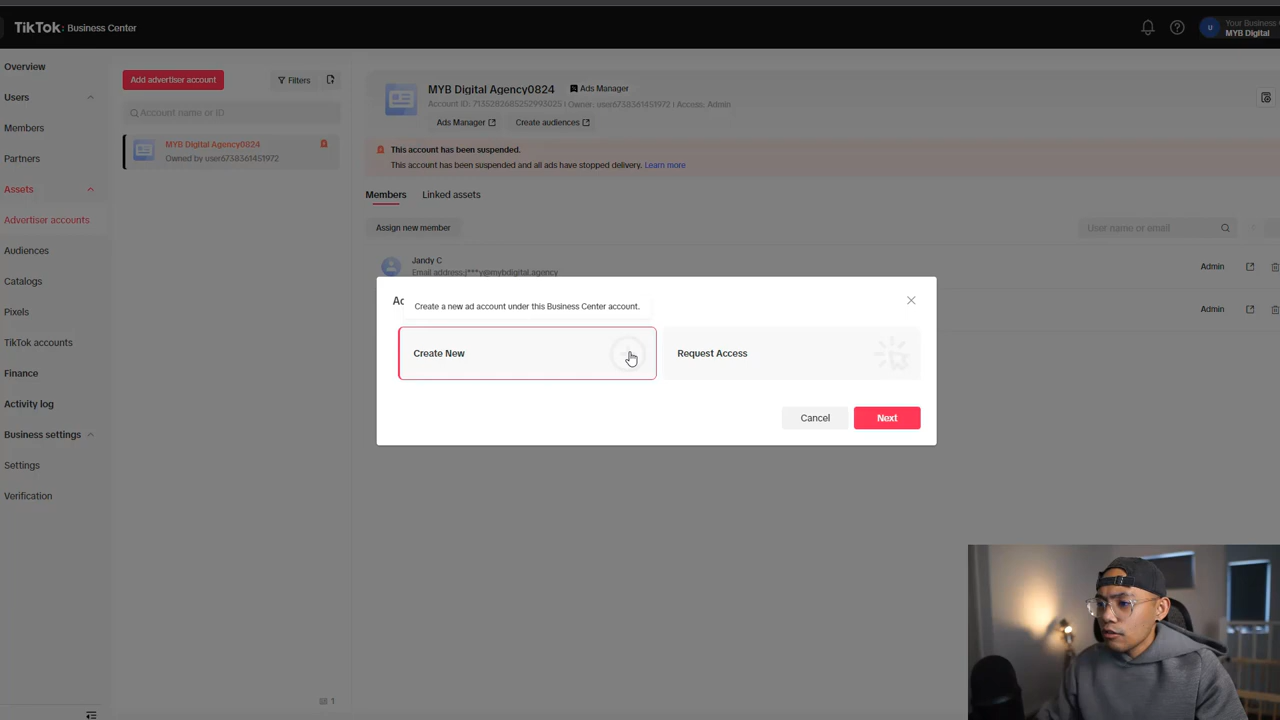 TikTok: Business Center
Your Business
MYB Digital
Overview
Users
Members
Partners
Assets
Advertiser accounts
Audiences
Catalogs
Pixels
TikTok accounts
Finance
Activity log
Business settings
Settings
Verification
Add advertiser account
Filters
Account name or ID
MYB Digital Agency0824
Owned by user6738361451972
1
MYB Digital Agency0824
Ads Manager
Account ID: 7135282685252993025 | Owner: user6738361451972 | Access: Admin
Ads Manager
Create audiences
This account has been suspended.
This account has been suspended and all ads have stopped delivery. Learn more
Members
Linked assets
Assign new member
User name or email
Jandy C
Email address:j***y@mybdigital.agency
Admin
Admin
Ac
Create a new ad account under this Business Center account.
Create New
Request Access
Cancel
Next